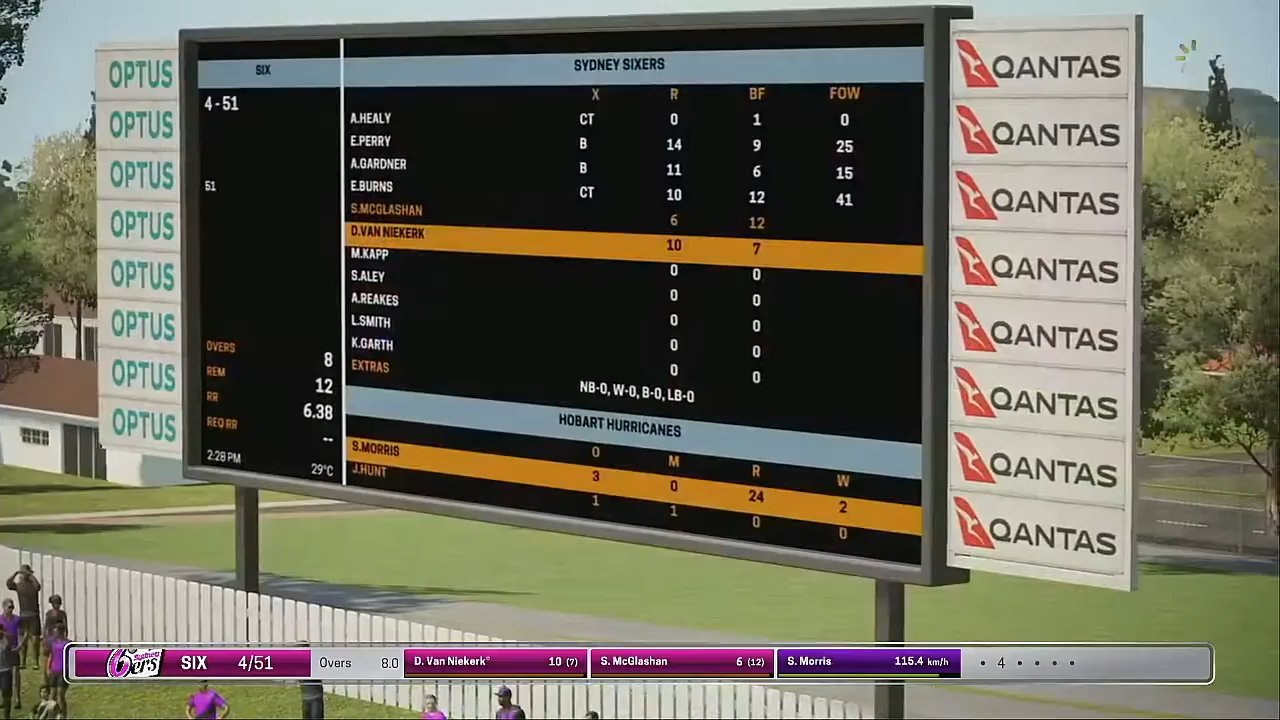 OPTUS
OPTUS
OPTUS
OPTUS
OPTUS
OPTUS
OPTUS
OPTUS
SIX
4 - 51
51
OVERS 8
REM 12
RR 6.38
REQ RR --
2:28 PM 29°C
SYDNEY SIXERS
X R BF FOW
A.HEALY CT 0 1 0
E.PERRY B 14 9 25
A.GARDNER B 11 6 15
E.BURNS CT 10 12 41
S.MCGLASHAN 6 12
D.VAN NIEKERK 10 7
M.KAPP 0 0
S.ALEY 0 0
A.REAKES 0 0
L.SMITH 0 0
K.GARTH 0 0
EXTRAS 0 0
NB-0, W-0, B-0, LB-0
HOBART HURRICANES
O M R W
S.MORRIS 3 0 24 2
J.HUNT 1 1 0 0
QANTAS
QANTAS
QANTAS
QANTAS
QANTAS
QANTAS
QANTAS
QANTAS
sydney 6ers SIX 4/51 Overs 8.0 D. Van Niekerk* 10 (7) S. McGlashan 6 (12) S. Morris 115.4 km/h • 4 • • • •